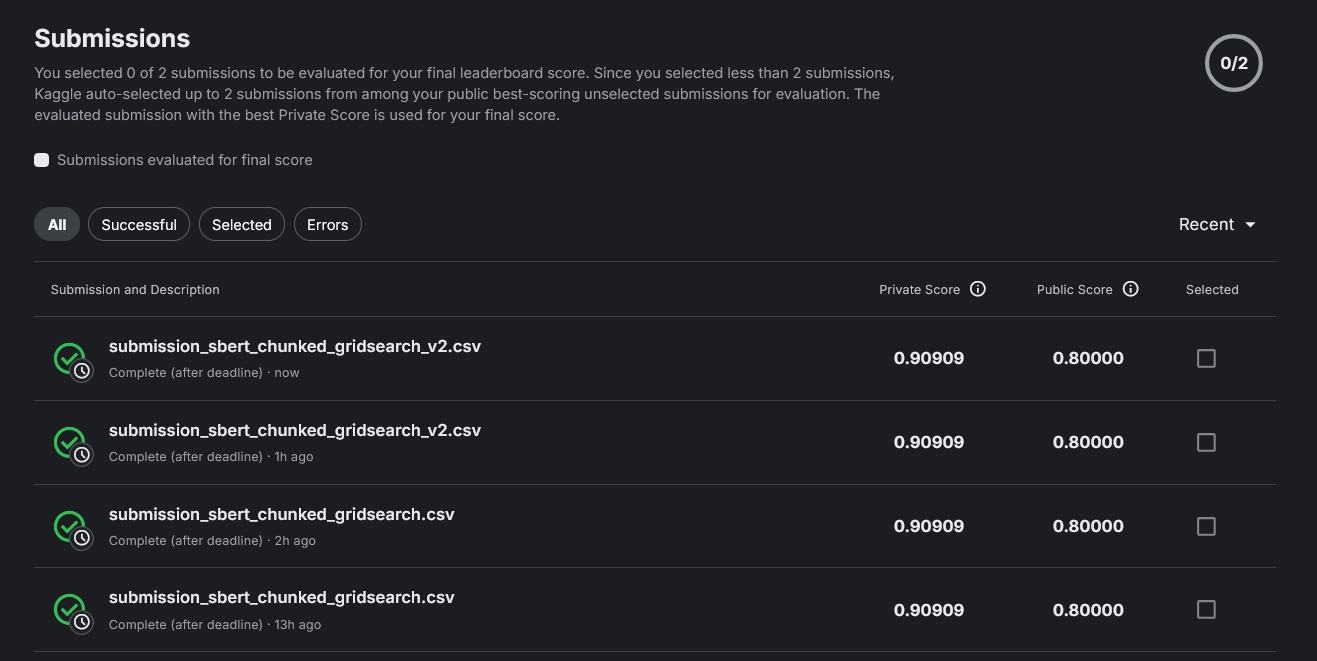 Submissions
0/2
You selected 0 of 2 submissions to be evaluated for your final leaderboard score. Since you selected less than 2 submissions,
Kaggle auto-selected up to 2 submissions from among your public best-scoring unselected submissions for evaluation. The
evaluated submission with the best Private Score is used for your final score.
Submissions evaluated for final score
All Successful Selected Errors Recent
Submission and Description Private Score Public Score Selected
submission_sbert_chunked_gridsearch_v2.csv
Complete (after deadline) · now
0.90909 0.80000
submission_sbert_chunked_gridsearch_v2.csv
Complete (after deadline) · 1h ago
0.90909 0.80000
submission_sbert_chunked_gridsearch.csv
Complete (after deadline) · 2h ago
0.90909 0.80000
submission_sbert_chunked_gridsearch.csv
Complete (after deadline) · 13h ago
0.90909 0.80000